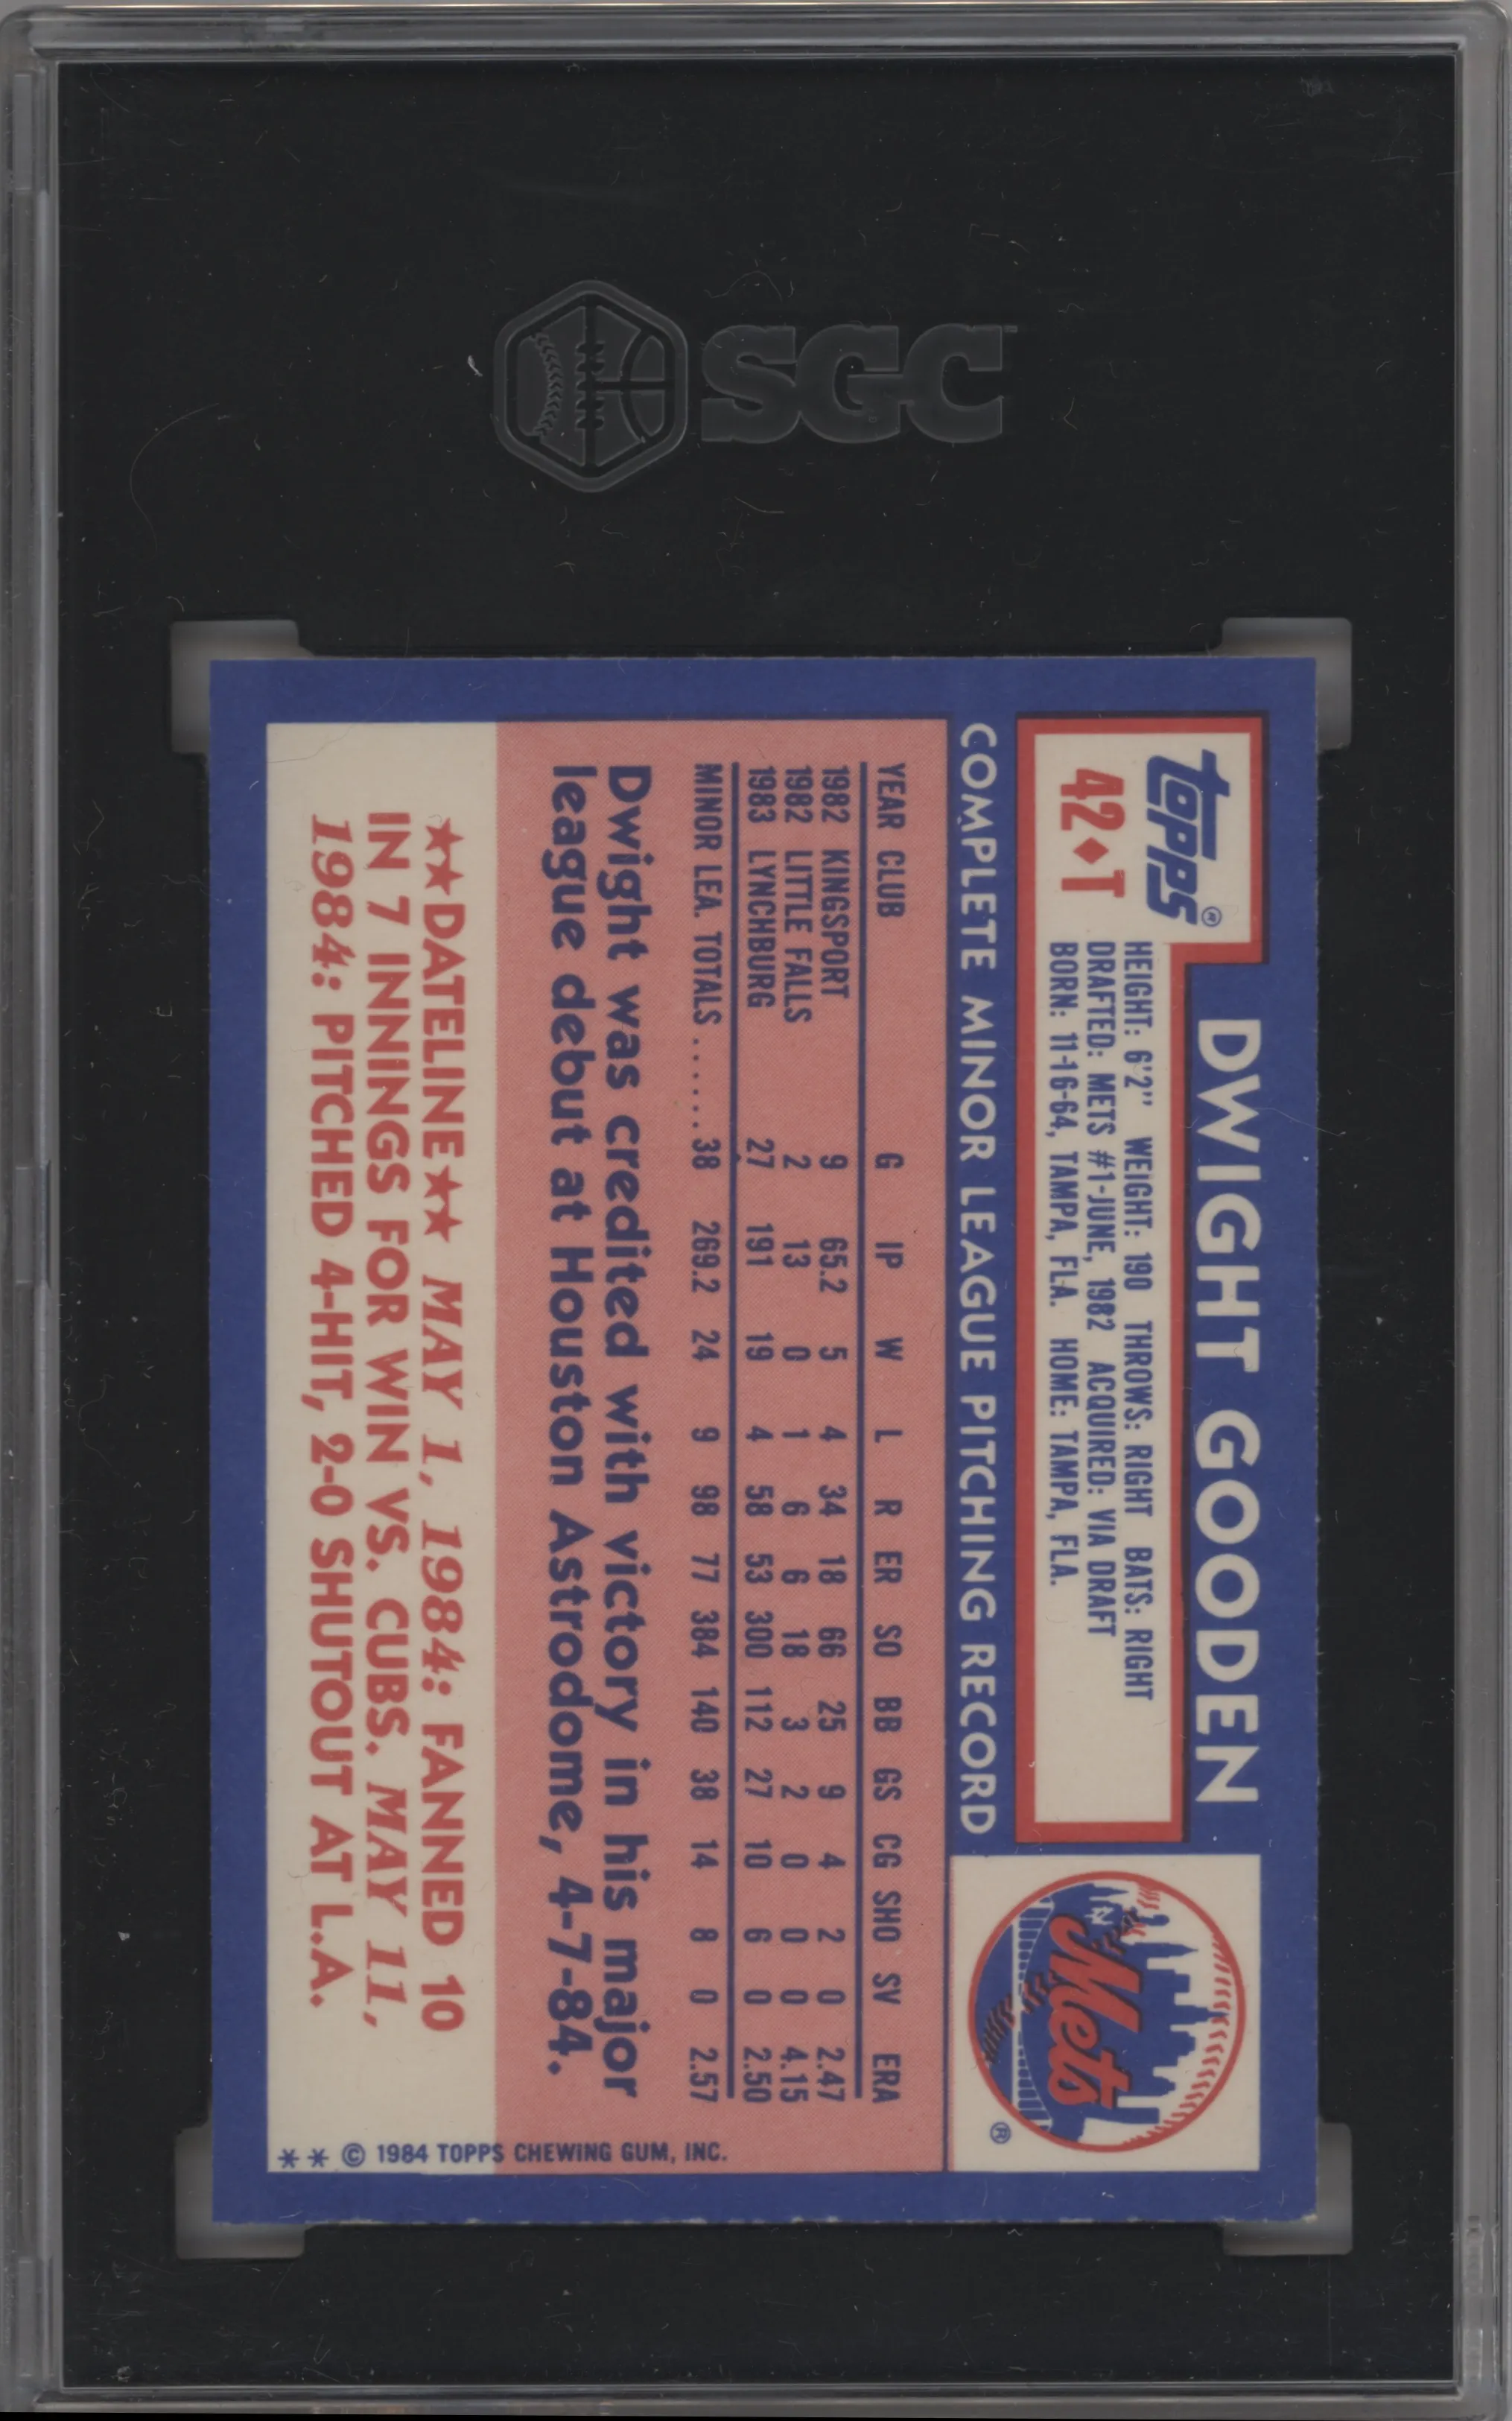 SGC
DWIGHT GOODEN
Topps®
42♦T
HEIGHT: 6'2" WEIGHT: 190 THROWS: RIGHT BATS: RIGHT
DRAFTED: METS #1-JUNE, 1982 ACQUIRED: VIA DRAFT
BORN: 11-16-64, TAMPA, FLA. HOME: TAMPA, FLA.
Mets
NY
®
COMPLETE MINOR LEAGUE PITCHING RECORD
YEAR CLUB G IP W L R ER SO BB GS CG SHO SV ERA
1982 KINGSPORT 9 65.2 5 4 34 18 66 25 9 4 2 0 2.47
1982 LITTLE FALLS 2 13 0 1 6 6 18 3 2 0 0 0 4.15
1983 LYNCHBURG 27 191 19 4 58 53 300 112 27 10 6 0 2.50
MINOR LEA. TOTALS ...... 38 269.2 24 9 98 77 384 140 38 14 8 0 2.57
Dwight was credited with victory in his major
league debut at Houston Astrodome, 4-7-84.
★★DATELINE★★ MAY 1, 1984: FANNED 10
IN 7 INNINGS FOR WIN VS. CUBS. MAY 11,
1984: PITCHED 4-HIT, 2-0 SHUTOUT AT L.A.
** © 1984 TOPPS CHEWING GUM, INC.